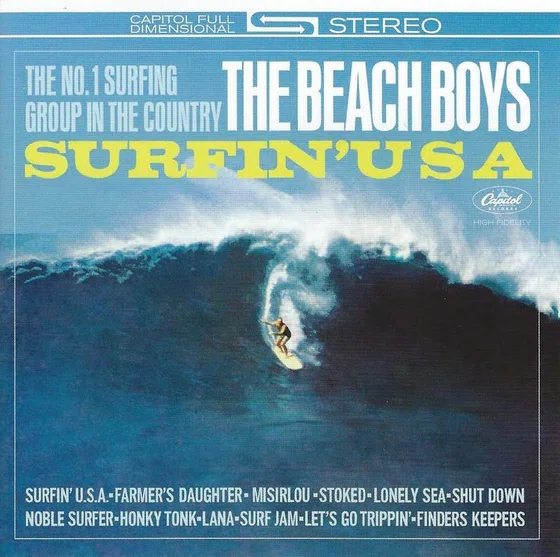 CAPITOL FULL
DIMENSIONAL
STEREO
THE NO. 1 SURFING
GROUP IN THE COUNTRY
THE BEACH BOYS
SURFIN' USA
Capitol
RECORDS
HIGH FIDELITY
SURFIN' U.S.A.•FARMER'S DAUGHTER•MISIRLOU•STOKED•LONELY SEA•SHUT DOWN
NOBLE SURFER•HONKY TONK•LANA•SURF JAM•LET'S GO TRIPPIN'•FINDERS KEEPERS